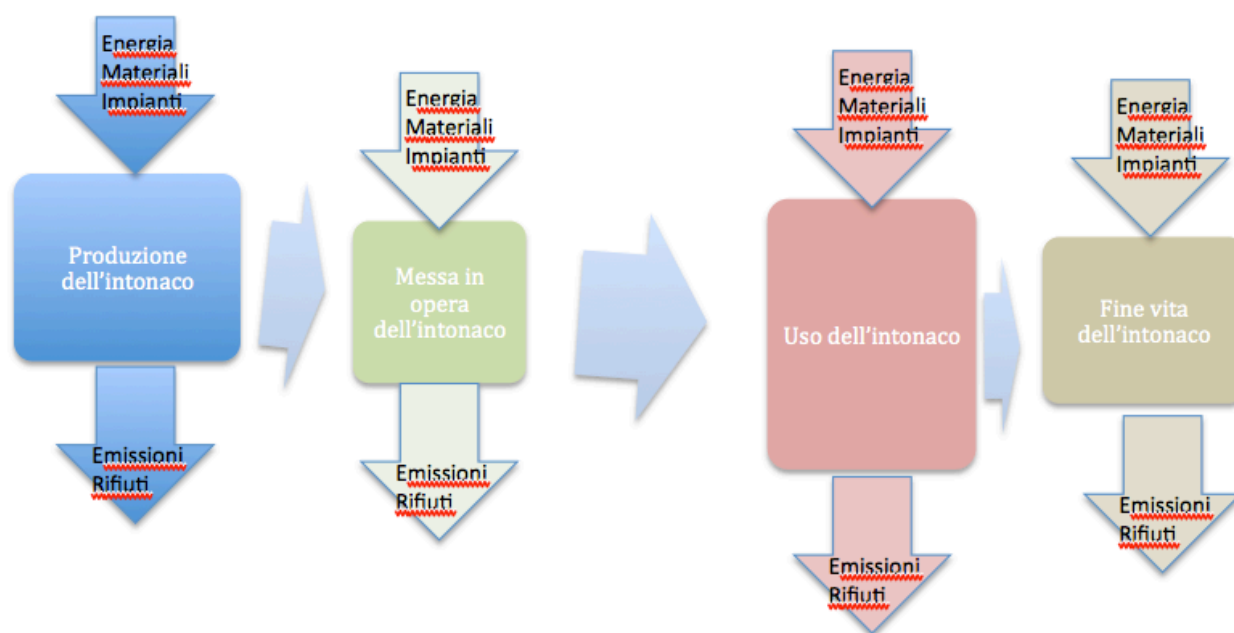 Energia
Materiali
Impianti
Produzione
dell'intonaco
Emissioni
Rifiuti
Energia
Materiali
Impianti
Messa in
opera
dell'intonaco
Emissioni
Rifiuti
Energia
Materiali
Impianti
Uso dell'intonaco
Emissioni
Rifiuti
Energia
Materiali
Impianti
Fine vita
dell'intonaco
Emissioni
Rifiuti